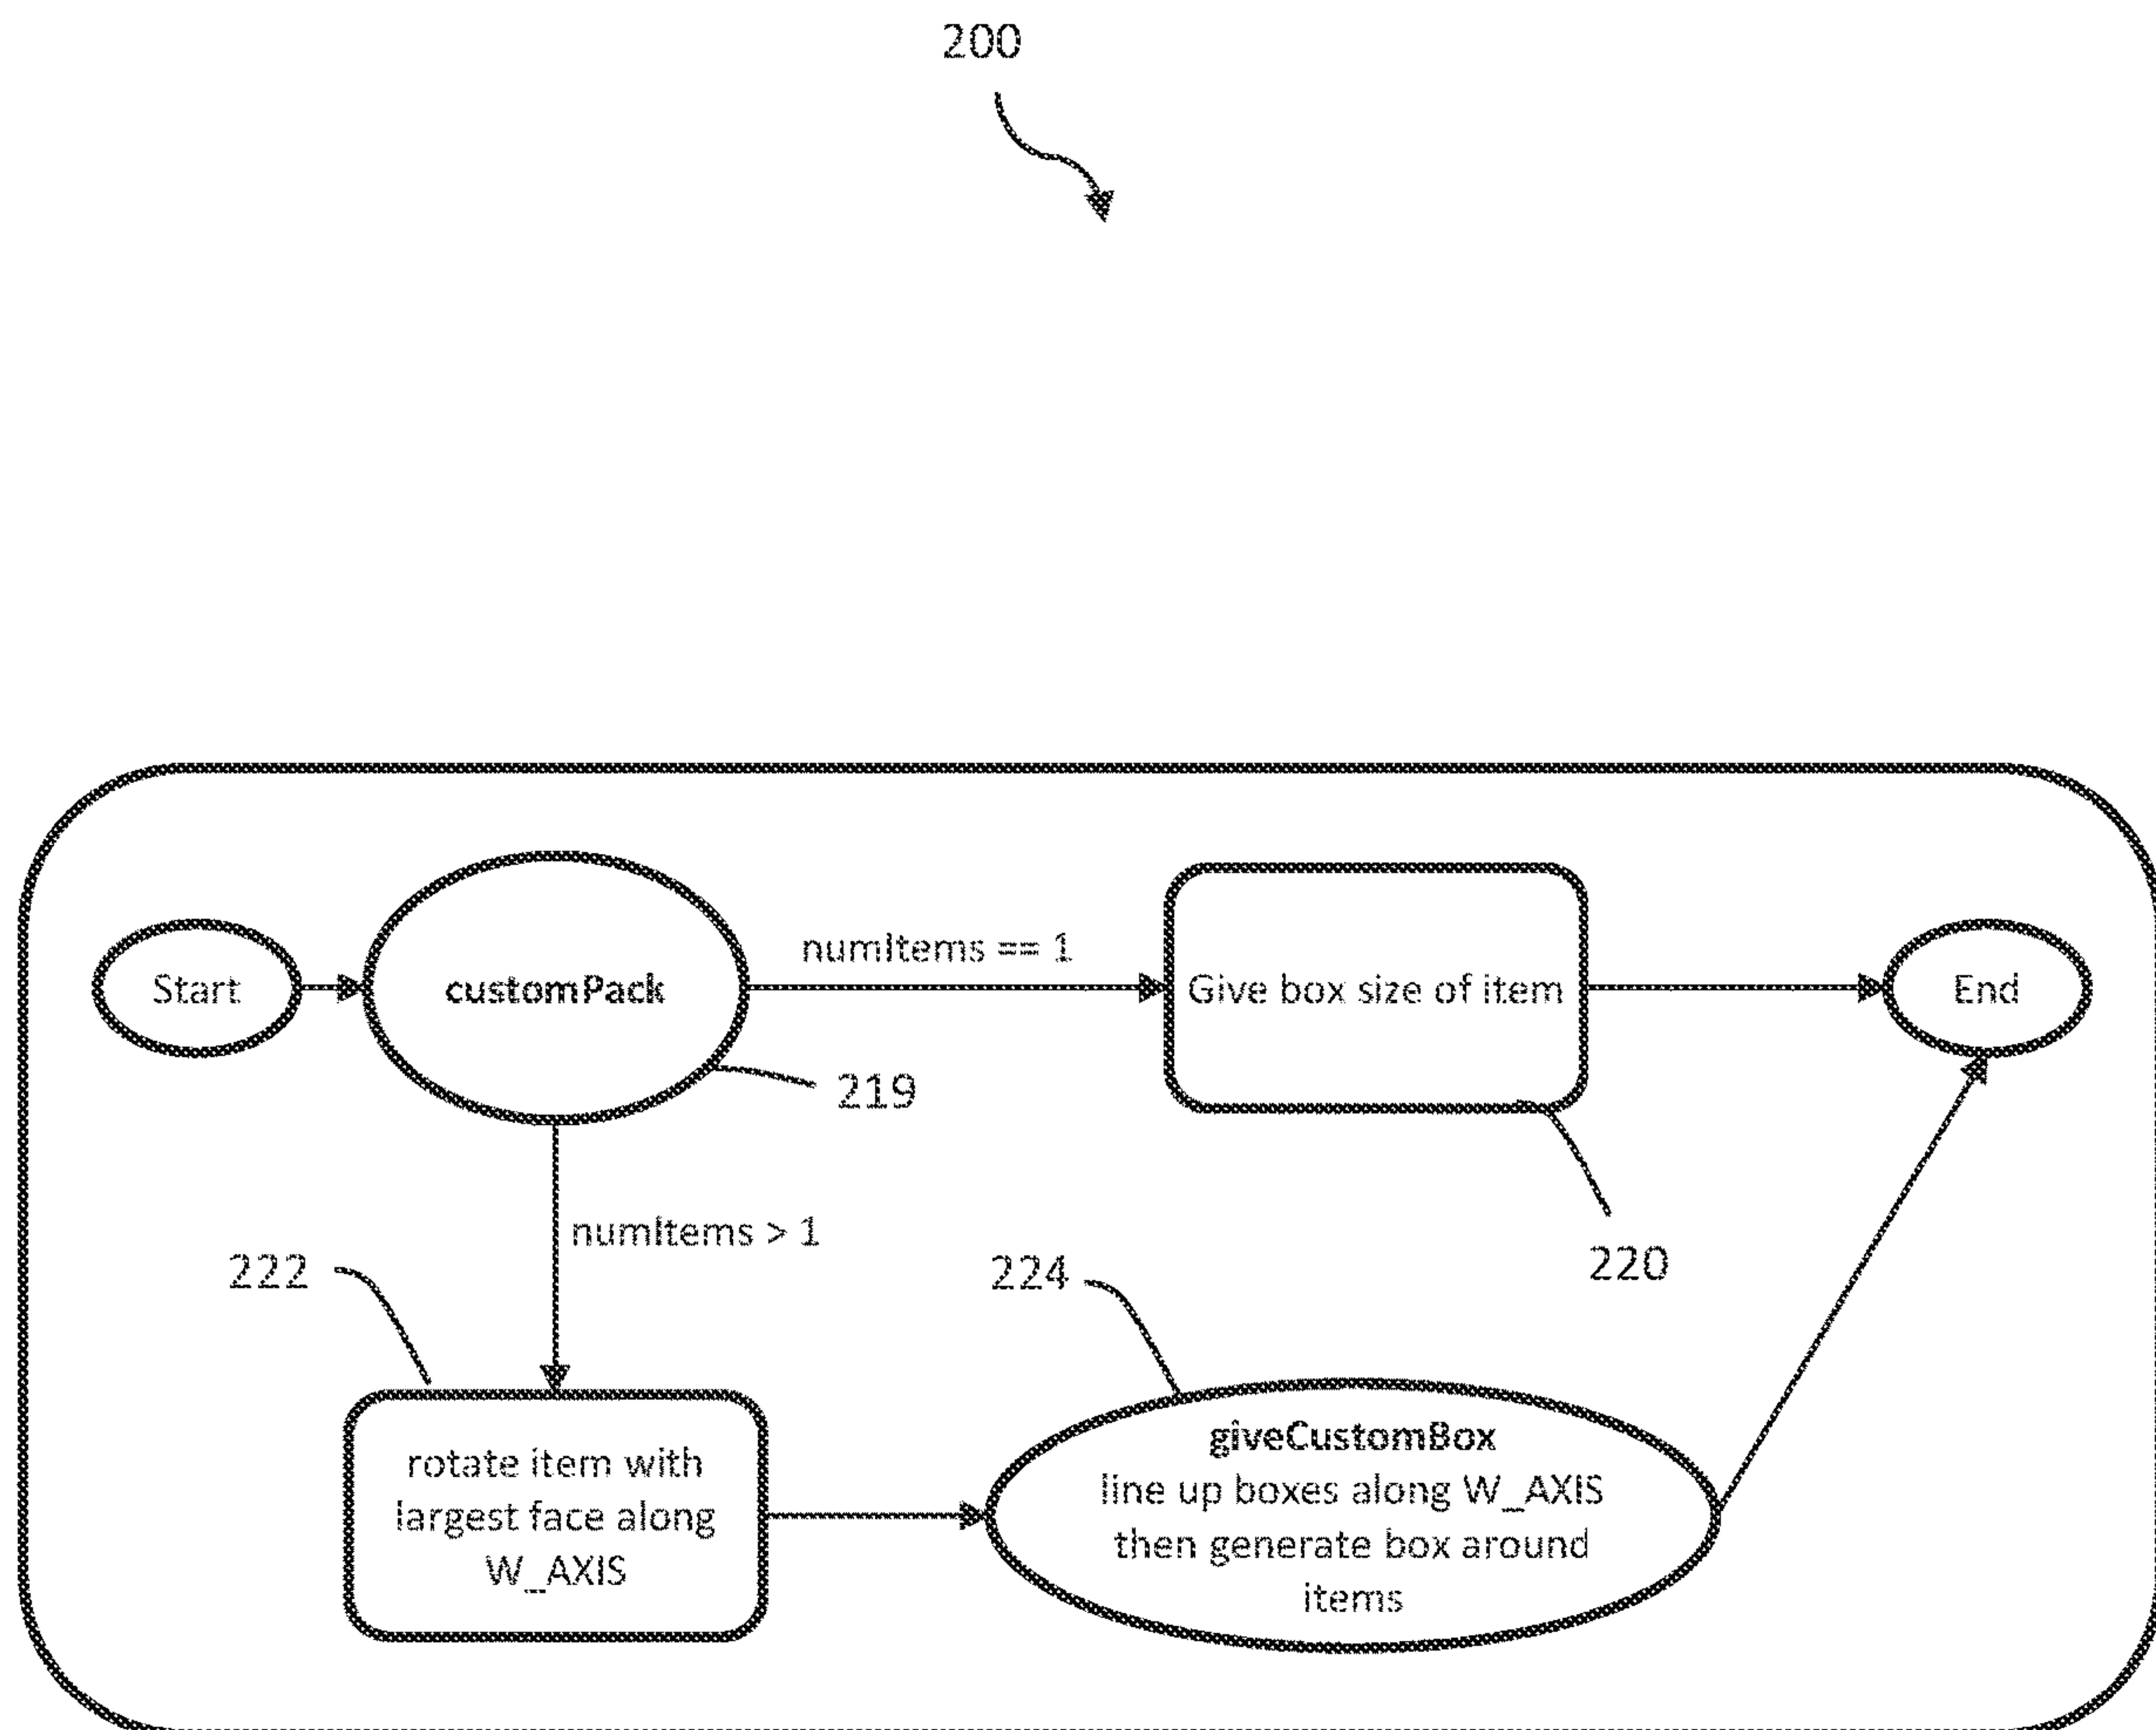 200
numItems == 1
Start
customPack
Give box size of item
End
219
numItems > 1
220
222
224
rotate item with
largest face along
W_AXIS
giveCustomBox
line up boxes along W_AXIS
then generate box around
items